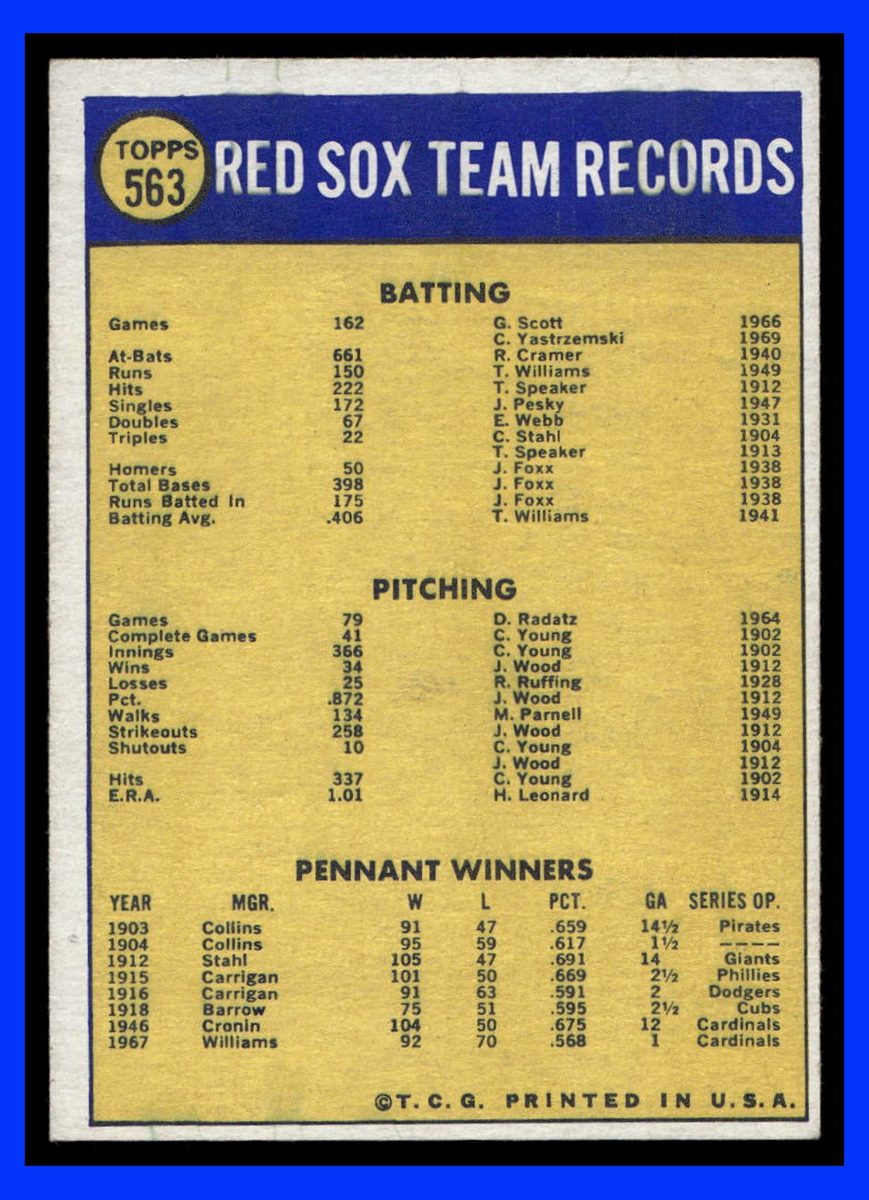 TOPPS
563
RED SOX TEAM RECORDS
BATTING
Games 162 G. Scott 1966
C. Yastrzemski 1969
At-Bats 661 R. Cramer 1940
Runs 150 T. Williams 1949
Hits 222 T. Speaker 1912
Singles 172 J. Pesky 1947
Doubles 67 E. Webb 1931
Triples 22 C. Stahl 1904
T. Speaker 1913
Homers 50 J. Foxx 1938
Total Bases 398 J. Foxx 1938
Runs Batted In 175 J. Foxx 1938
Batting Avg. .406 T. Williams 1941
PITCHING
Games 79 D. Radatz 1964
Complete Games 41 C. Young 1902
Innings 366 C. Young 1902
Wins 34 J. Wood 1912
Losses 25 R. Ruffing 1928
Pct. .872 J. Wood 1912
Walks 134 M. Parnell 1949
Strikeouts 258 J. Wood 1912
Shutouts 10 C. Young 1904
J. Wood 1912
Hits 337 C. Young 1902
E.R.A. 1.01 H. Leonard 1914
PENNANT WINNERS
YEAR MGR. W L PCT. GA SERIES OP.
1903 Collins 91 47 .659 14½ Pirates
1904 Collins 95 59 .617 1½ ----
1912 Stahl 105 47 .691 14 Giants
1915 Carrigan 101 50 .669 2½ Phillies
1916 Carrigan 91 63 .591 2 Dodgers
1918 Barrow 75 51 .595 2½ Cubs
1946 Cronin 104 50 .675 12 Cardinals
1967 Williams 92 70 .568 1 Cardinals
©T. C. G. PRINTED IN U. S. A.